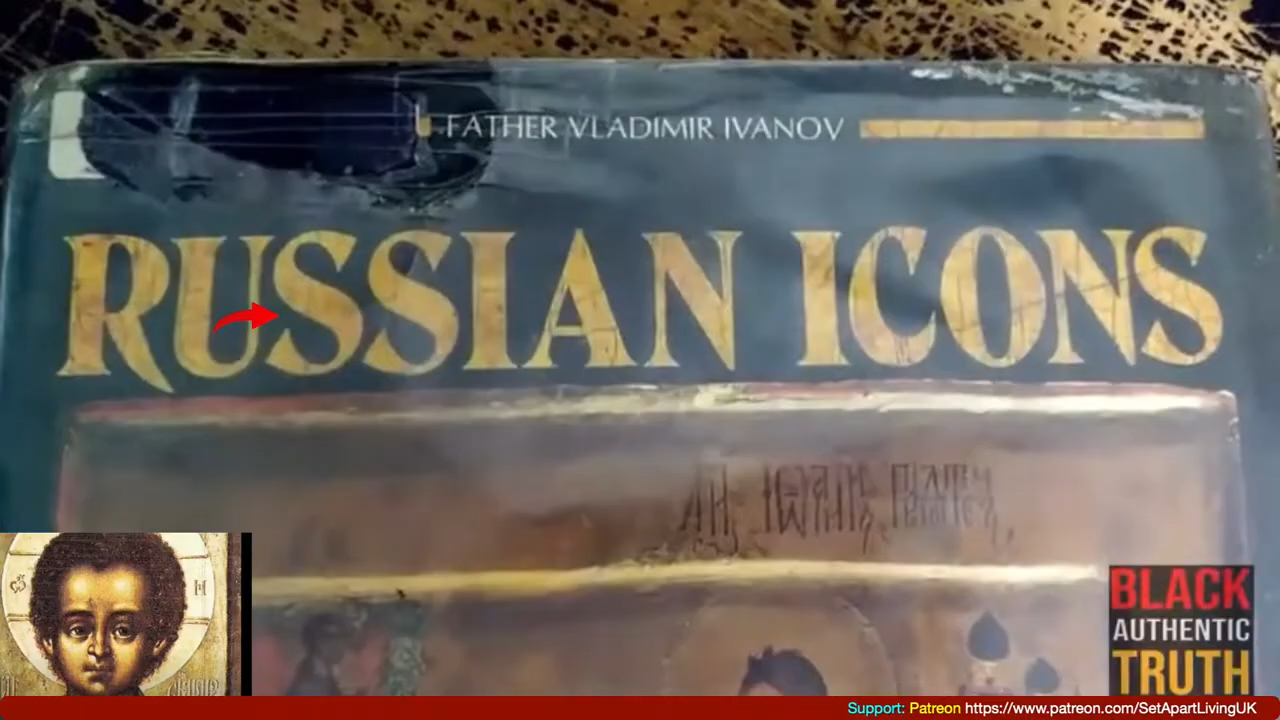 FATHER VLADIMIR IVANOV
RUSSIAN ICONS
BLACK
AUTHENTIC
TRUTH
Support: Patreon https://www.patreon.com/SetApartLivingUK